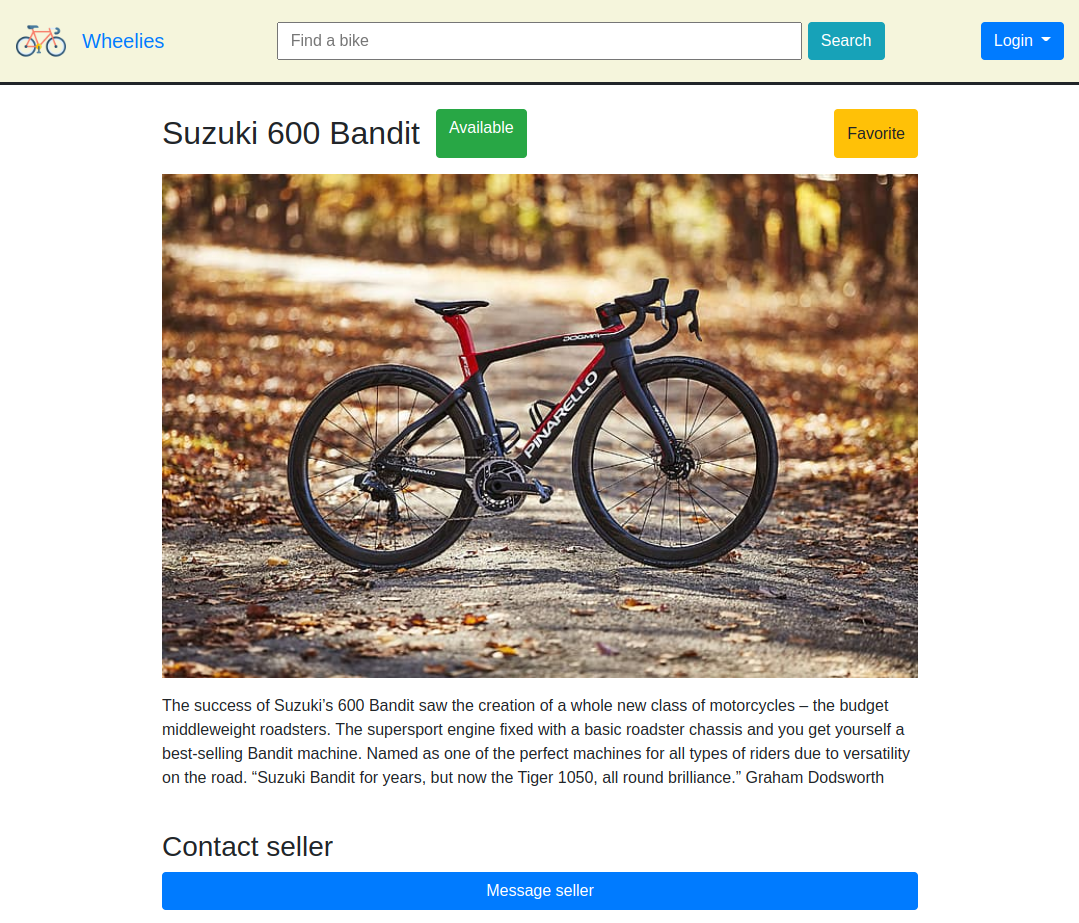 Wheelies
Find a bike
Search
Login
Suzuki 600 Bandit
Available
Favorite
DOGMA
F12
PINARELLO
PINARELLO
PINARELLO
The success of Suzuki’s 600 Bandit saw the creation of a whole new class of motorcycles – the budget
middleweight roadsters. The supersport engine fixed with a basic roadster chassis and you get yourself a
best-selling Bandit machine. Named as one of the perfect machines for all types of riders due to versatility
on the road. “Suzuki Bandit for years, but now the Tiger 1050, all round brilliance.” Graham Dodsworth
Contact seller
Message seller